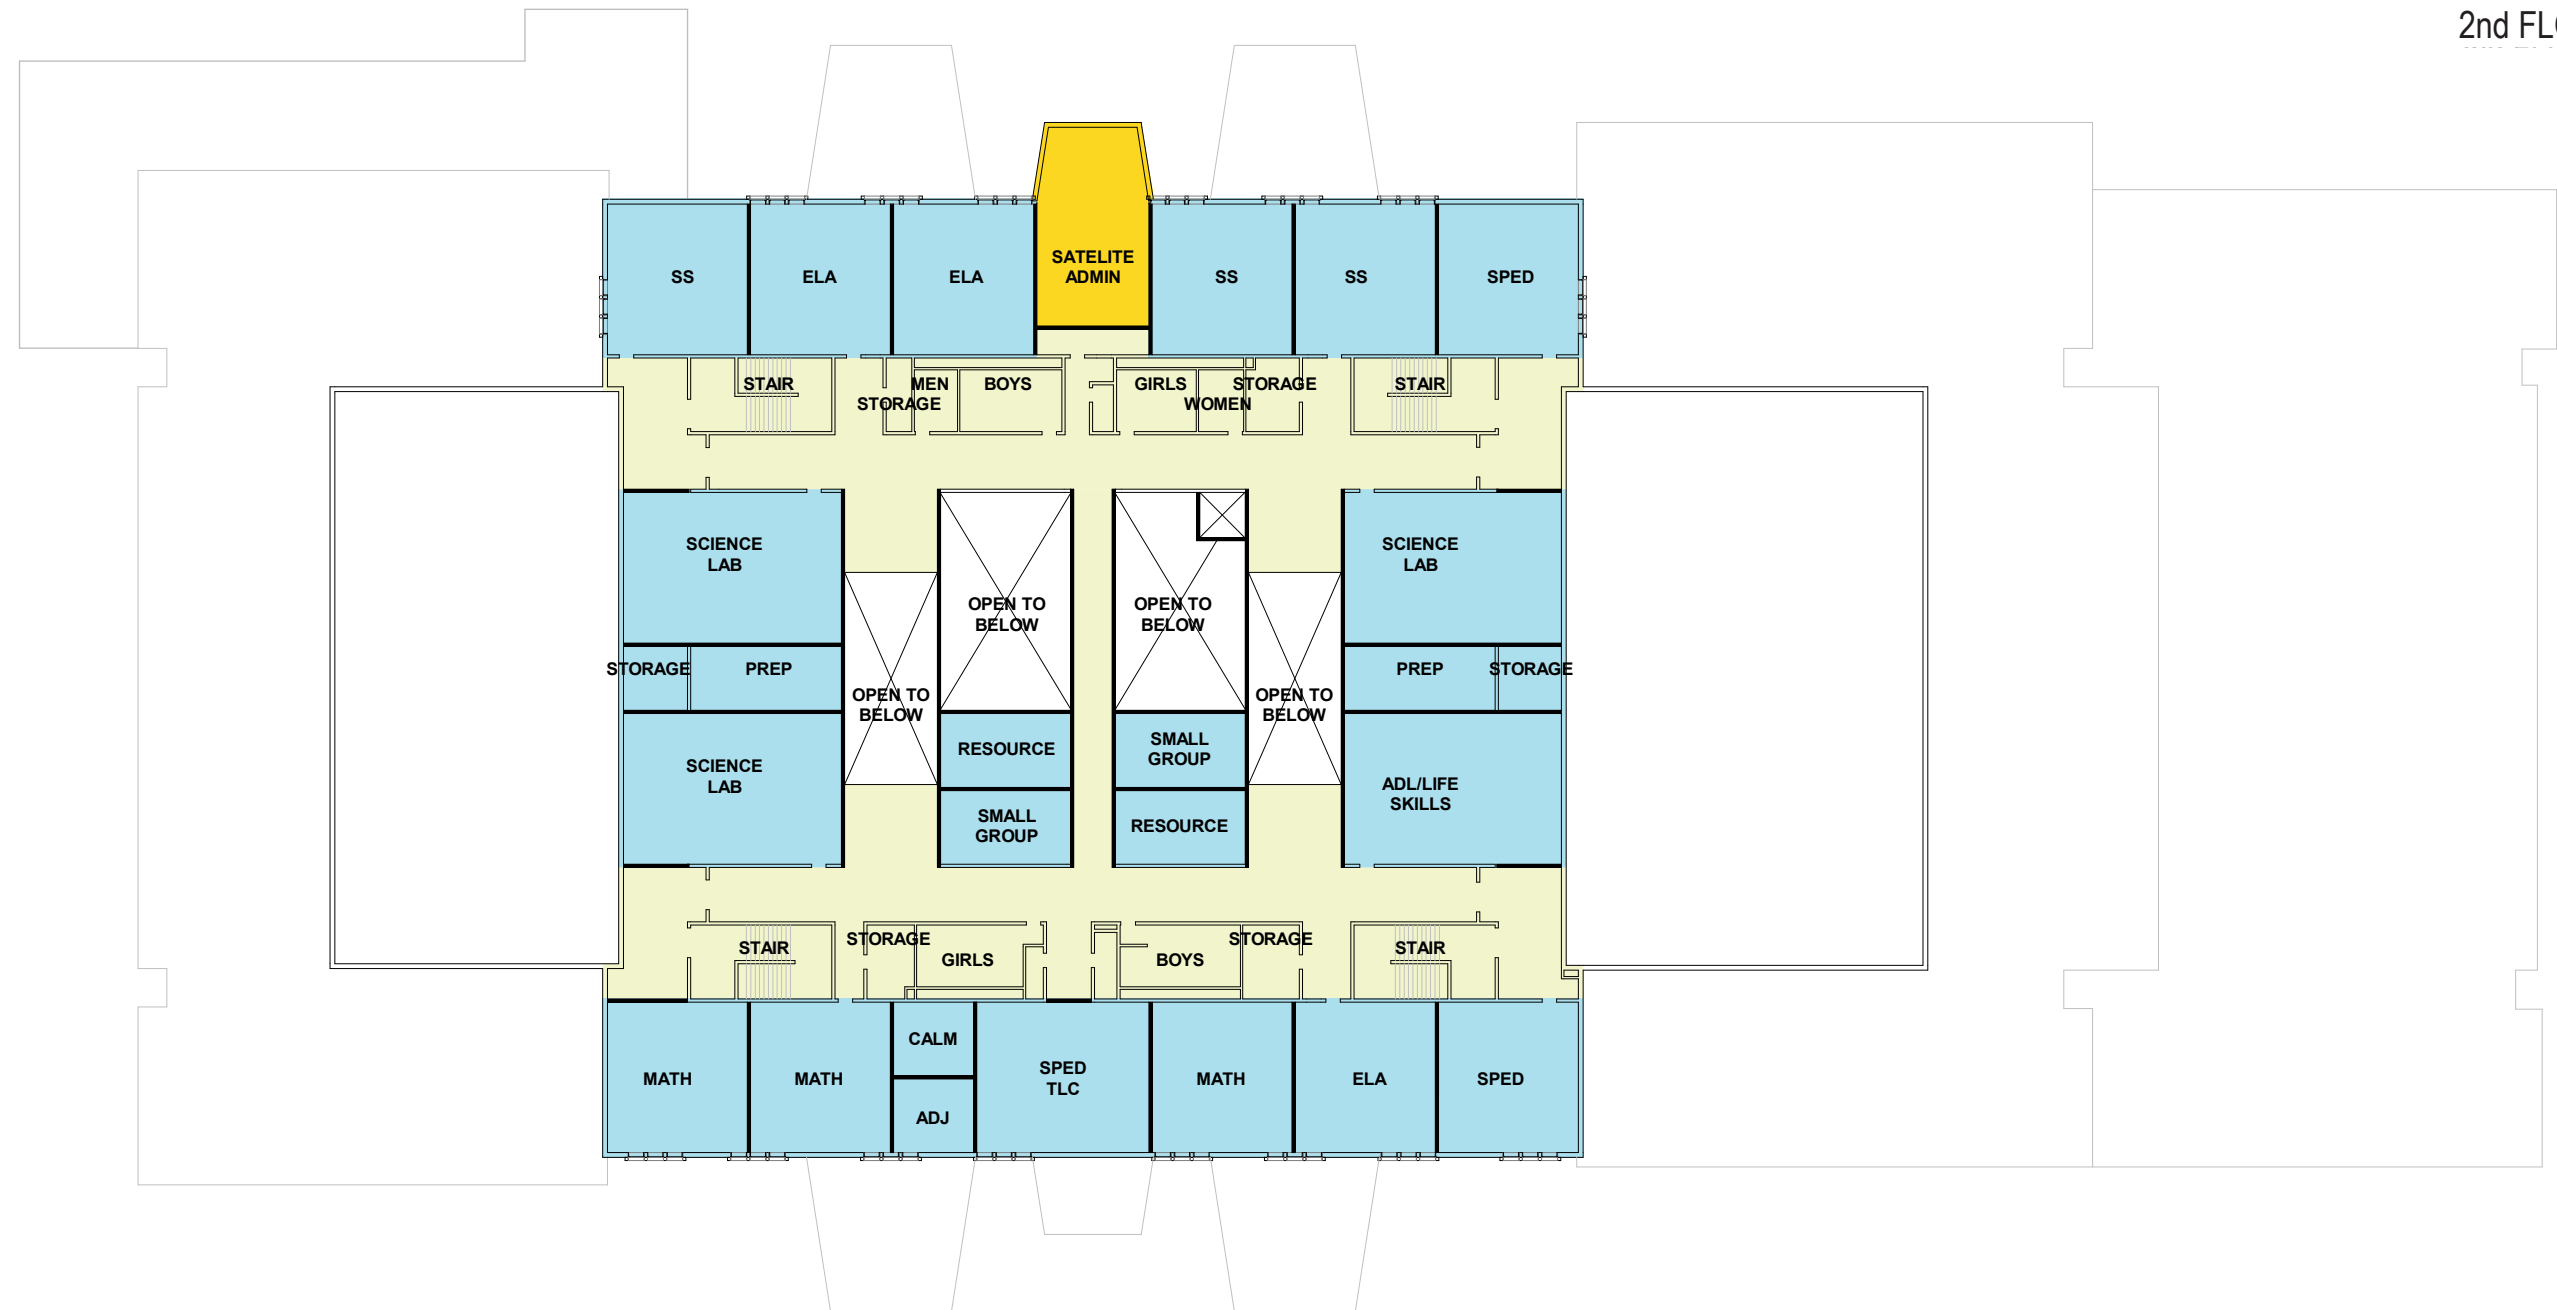 2nd FLO
SATELITE
ADMIN
SS
ELA
ELA
SS
SS
SPED
STAIR
MEN
BOYS
GIRLS
STORAGE
STAIR
STORAGE
WOMEN
SCIENCE
LAB
SCIENCE
LAB
OPEN TO
BELOW
OPEN TO
BELOW
STORAGE
PREP
PREP
STORAGE
OPEN TO
BELOW
OPEN TO
BELOW
RESOURCE
SMALL
GROUP
SCIENCE
LAB
ADL/LIFE
SKILLS
SMALL
GROUP
RESOURCE
STAIR
STORAGE
GIRLS
BOYS
STORAGE
STAIR
CALM
MATH
MATH
SPED
TLC
MATH
ELA
SPED
ADJ